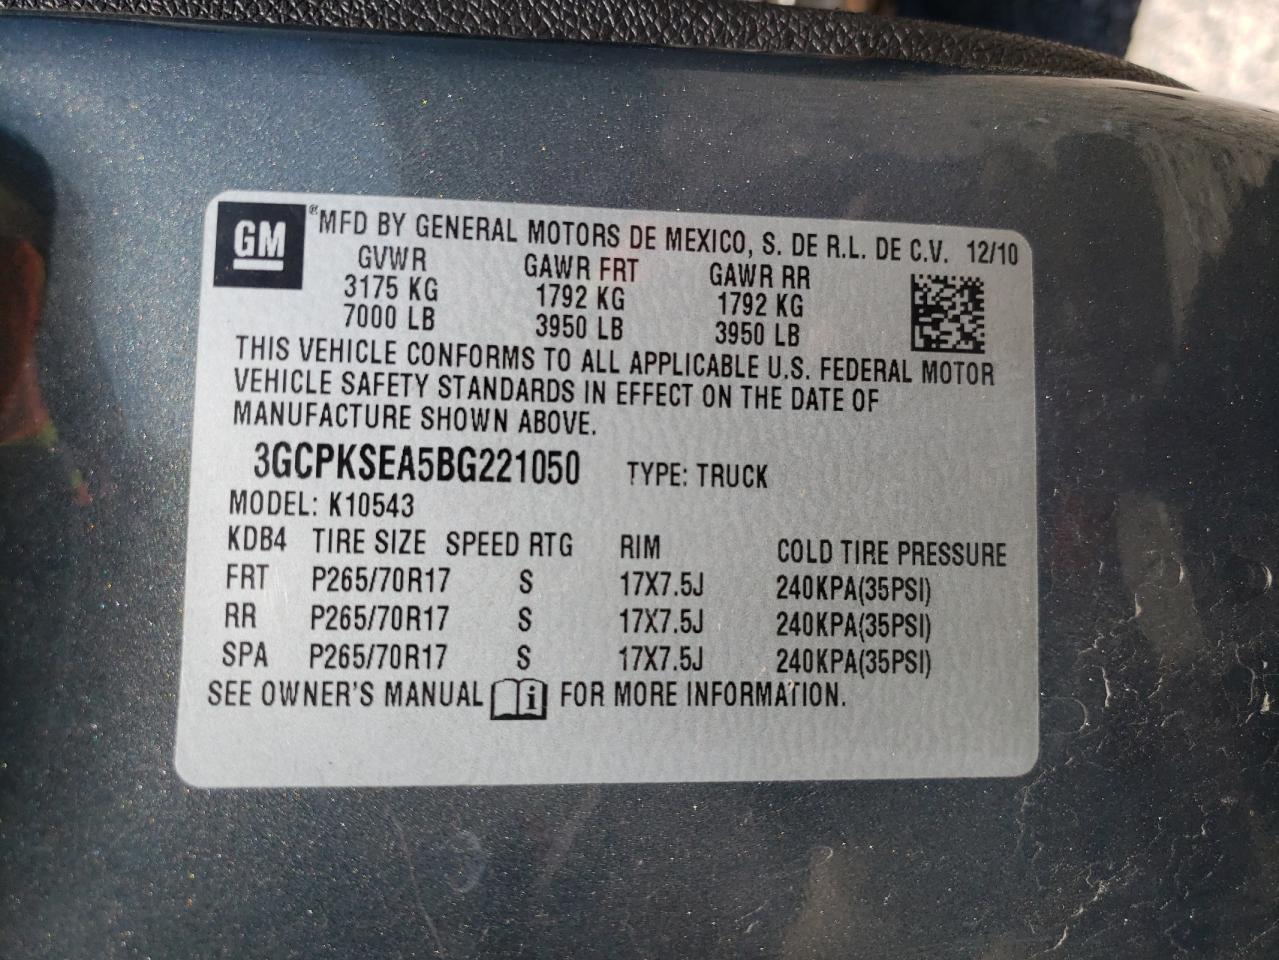 GM ® MFD BY GENERAL MOTORS DE MEXICO, S. DE R.L. DE C.V. 12/10
GVWR GAWR FRT GAWR RR
3175 KG 1792 KG 1792 KG
7000 LB 3950 LB 3950 LB
THIS VEHICLE CONFORMS TO ALL APPLICABLE U.S. FEDERAL MOTOR
VEHICLE SAFETY STANDARDS IN EFFECT ON THE DATE OF
MANUFACTURE SHOWN ABOVE.
3GCPKSEA5BG221050 TYPE: TRUCK
MODEL: K10543
KDB4 TIRE SIZE SPEED RTG RIM COLD TIRE PRESSURE
FRT P265/70R17 S 17X7.5J 240KPA(35PSI)
RR P265/70R17 S 17X7.5J 240KPA(35PSI)
SPA P265/70R17 S 17X7.5J 240KPA(35PSI)
SEE OWNER'S MANUAL i FOR MORE INFORMATION.